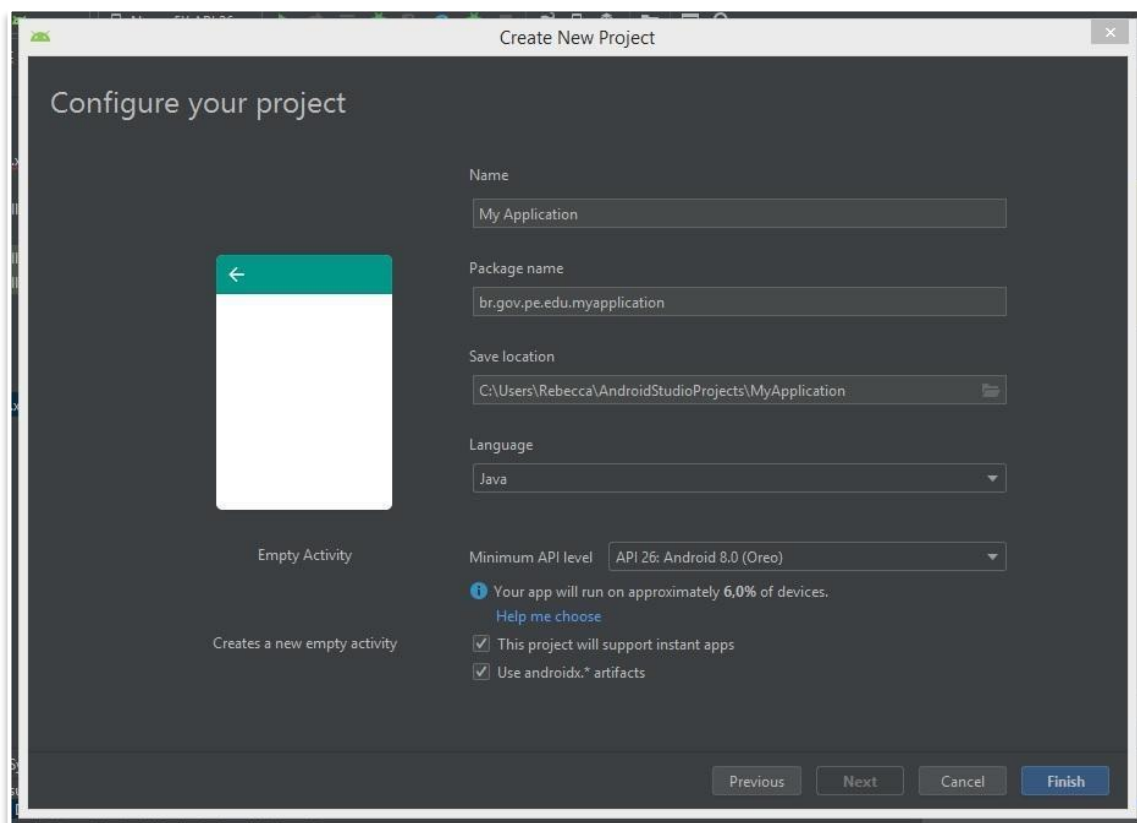 Create New Project
Configure your project
Name
My Application
Package name
br.gov.pe.edu.myapplication
Save location
C:\Users\Rebecca\AndroidStudioProjects\MyApplication
Language
Java
Empty Activity
Minimum API level API 26: Android 8.0 (Oreo)
Your app will run on approximately 6,0% of devices.
Help me choose
Creates a new empty activity
This project will support instant apps
Use androidx.* artifacts
Previous Next Cancel Finish